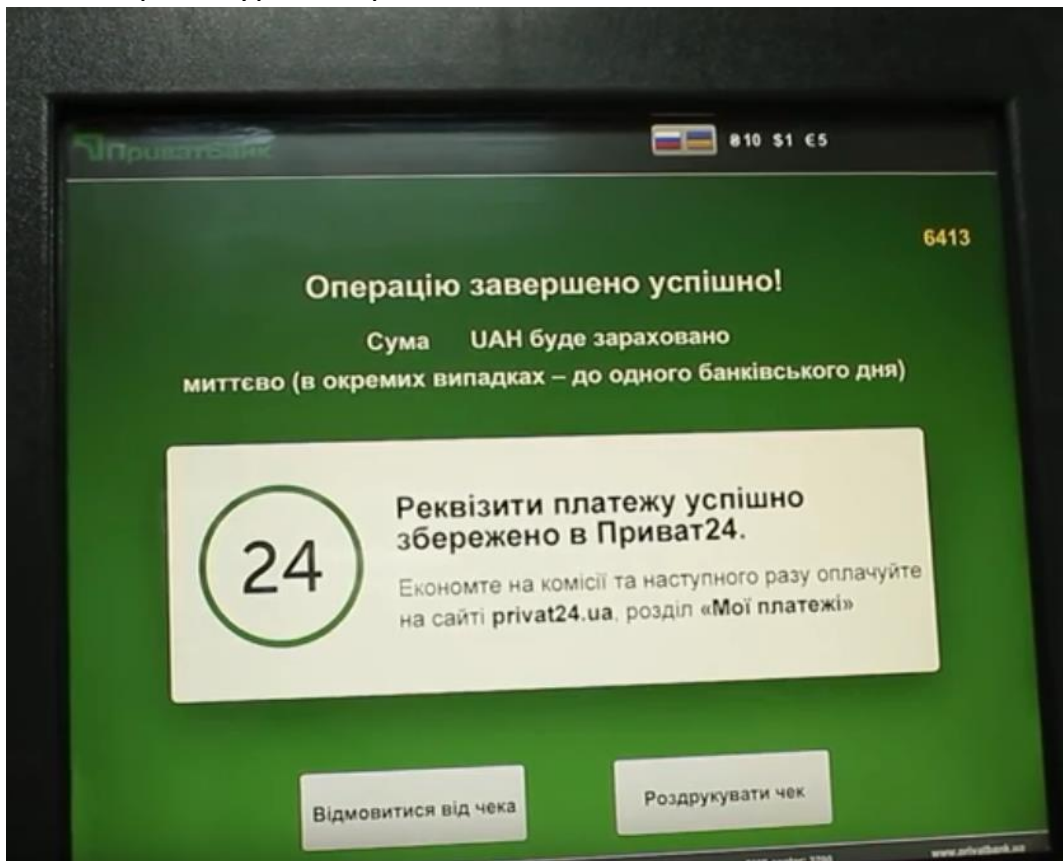 ПриватБанк
₴10 $1 €5
6413
Операцію завершено успішно!
Сума UAH буде зараховано
миттєво (в окремих випадках – до одного банківського дня)
24
Реквізити платежу успішно
збережено в Приват24.
Економте на комісії та наступного разу оплачуйте
на сайті privat24.ua, розділ «Мої платежі»
Відмовитися від чека
Роздрукувати чек
www.privatbank.ua